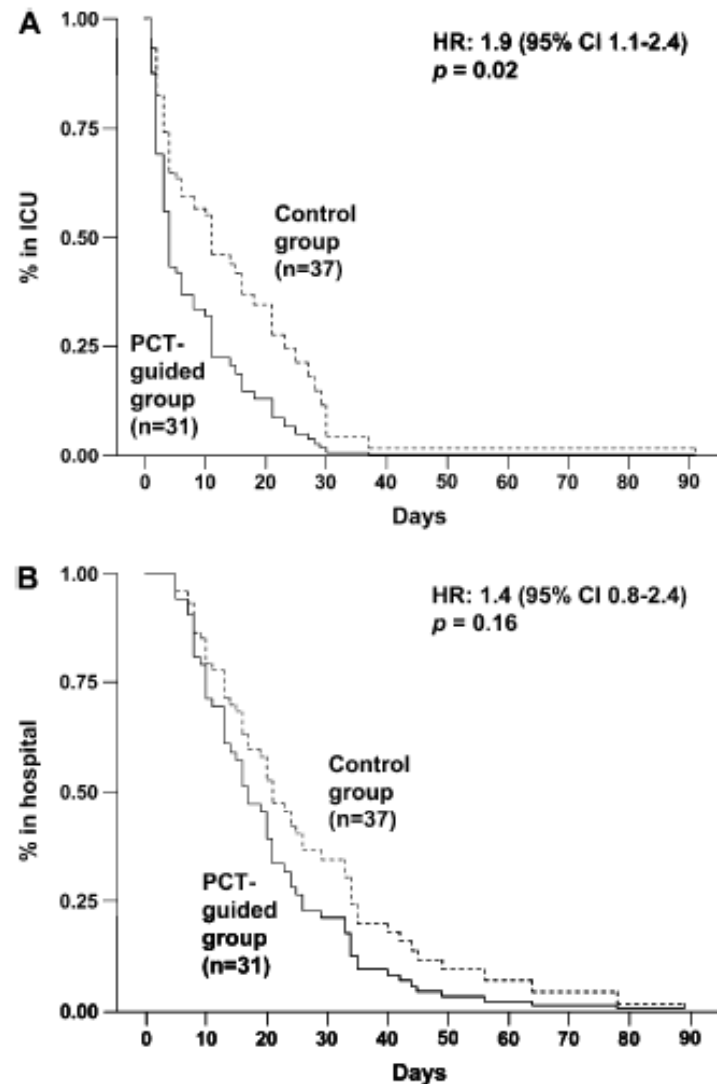 A
HR: 1.9 (95% CI 1.1-2.4)
p = 0.02
1.00
0.75
0.50
0.25
0.00
% in ICU
Control
group
(n=37)
PCT-
guided
group
(n=31)
0 10 20 30 40 50 60 70 80 90
Days
B
HR: 1.4 (95% CI 0.8-2.4)
p = 0.16
1.00
0.75
0.50
0.25
0.00
% in hospital
Control
group
(n=37)
PCT-
guided
group
(n=31)
0 10 20 30 40 50 60 70 80 90
Days